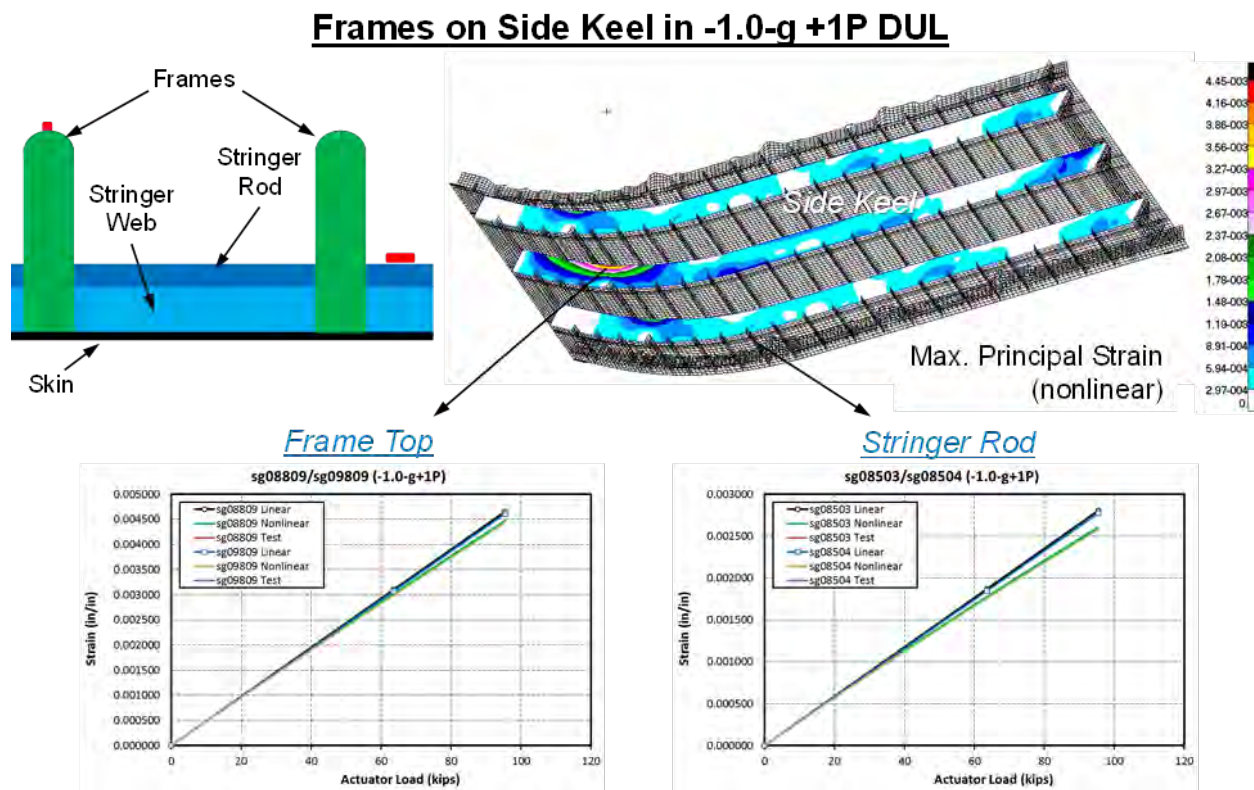 Frames on Side Keel in -1.0-g +1P DUL
Frames
Stringer
Rod
Stringer
Web
Skin
Side Keel
Max. Principal Strain
(nonlinear)
4.45-003
4.16-003
3.86-003
3.56-003
3.27-003
2.97-003
2.67-003
2.37-003
2.08-003
1.78-003
1.48-003
1.19-003
8.91-004
5.94-004
2.97-004
0.
Frame Top
sg08809/sg09809 (-1.0-g+1P)
0.005000
0.004500
0.004000
0.003500
0.003000
0.002500
0.002000
0.001500
0.001000
0.000500
0.000000
Strain (in/in)
sg08809 Linear
sg08809 Nonlinear
sg08809 Test
sg09809 Linear
sg09809 Nonlinear
sg09809 Test
0 20 40 60 80 100 120
Actuator Load (kips)
Stringer Rod
sg08503/sg08504 (-1.0-g+1P)
0.003000
0.002500
0.002000
0.001500
0.001000
0.000500
0.000000
Strain (in/in)
sg08503 Linear
sg08503 Nonlinear
sg08503 Test
sg08504 Linear
sg08504 Nonlinear
sg08504 Test
0 20 40 60 80 100 120
Actuator Load (kips)